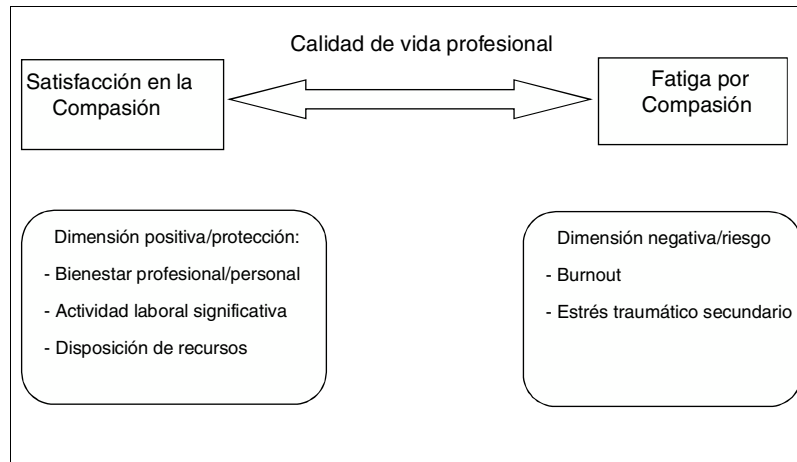 Calidad de vida profesional
Satisfacción en la
Compasión
Fatiga por
Compasión
Dimensión positiva/protección:
- Bienestar profesional/personal
- Actividad laboral significativa
- Disposición de recursos
Dimensión negativa/riesgo
- Burnout
- Estrés traumático secundario